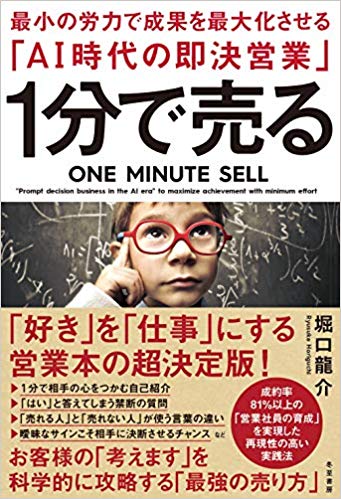 最小の労力で成果を最大化させる
「AI時代の即決営業」
1分で売る
ONE MINUTE SELL
"Prompt decision business in the AI era" to maximize achievement with minimum effort
「好き」を「仕事」にする
営業本の超決定版！
▶1分で相手の心をつかむ自己紹介
▶「はい」と答えてしまう禁断の質問
▶「売れる人」と「売れない人」が使う言葉の違い
▶曖昧なサインこそ相手に決断させるチャンス など
お客様の「考えます」を
科学的に攻略する「最強の売り方」
堀口龍介
Ryusuke Horiguchi
成約率
81%以上の
「営業社員の育成」
を実現した
再現性の高い
実践法
冬至書房